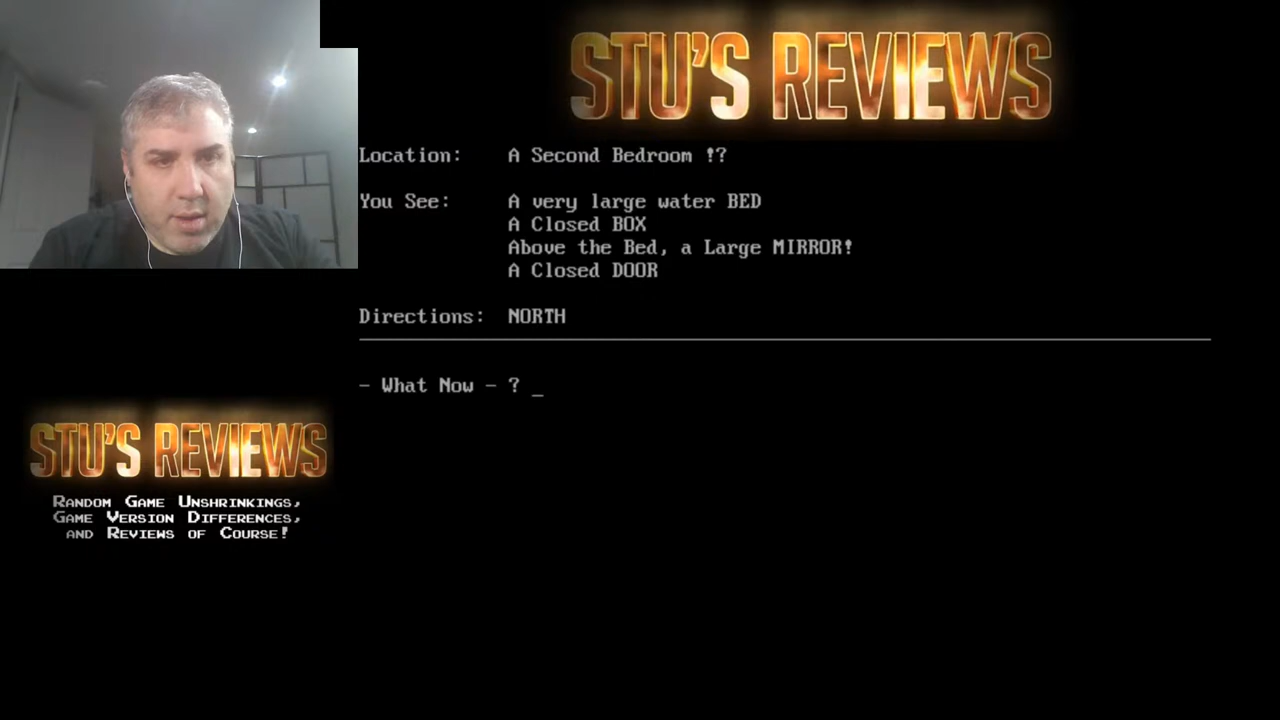 STU'S REVIEWS
Location: A Second Bedroom !?
You See: A very large water BED
A Closed BOX
Above the Bed, a Large MIRROR!
A Closed DOOR
Directions: NORTH
- What Now - ? _
STU'S REVIEWS
RANDOM GAME UNSHRINKINGS,
GAME VERSION DIFFERENCES,
AND REVIEWS OF COURSE!